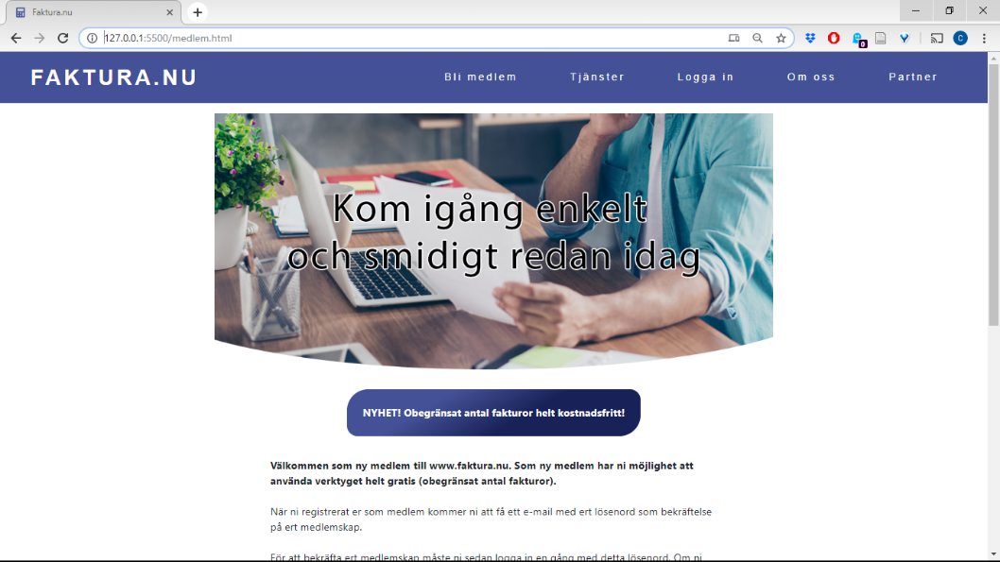 Faktura.nu
127.0.0.1:5500/medlem.html
0
C
FAKTURA.NU
Bli medlem Tjänster Logga in Om oss Partner
Kom igång enkelt
och smidigt redan idag
NYHET! Obegränsat antal fakturor helt kostnadsfritt!
Välkommen som ny medlem till www.faktura.nu. Som ny medlem har ni möjlighet att
använda verktyget helt gratis (obegränsat antal fakturor).
När ni registrerat er som medlem kommer ni att få ett e-mail med ert lösenord som bekräftelse
på ert medlemskap.
För att bekräfta ert medlemskap måste ni sedan logga in en gång med detta lösenord. Om ni